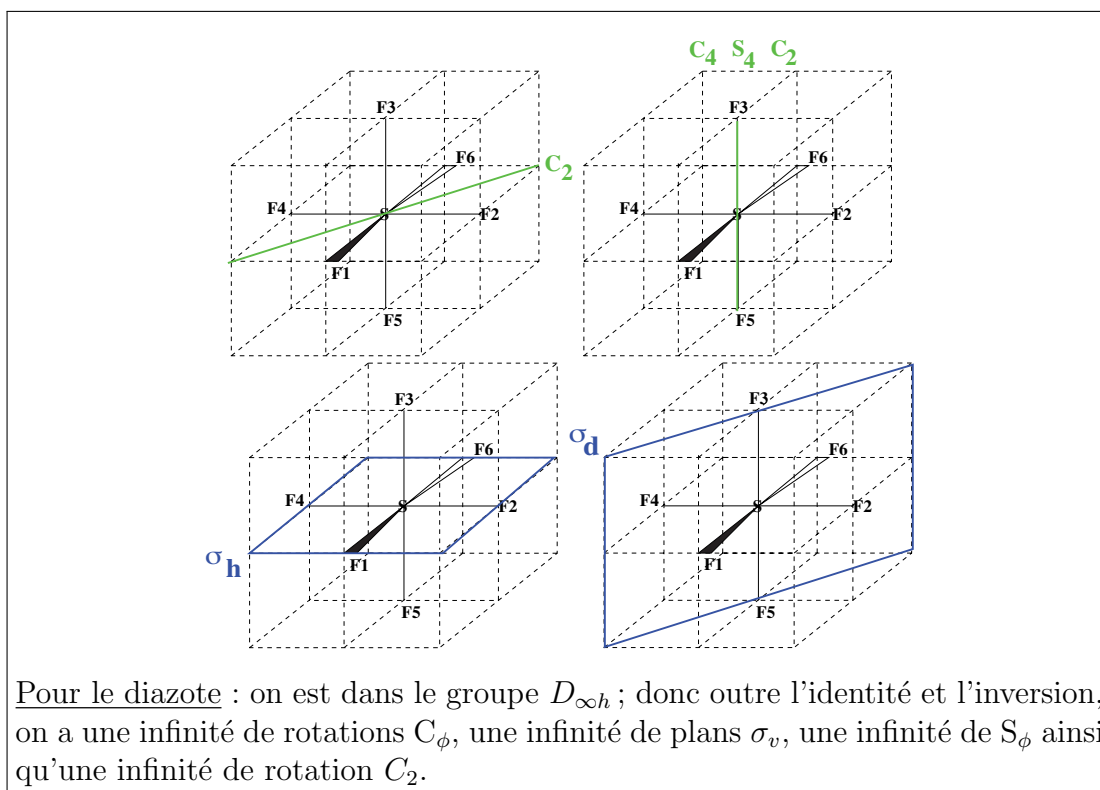 C4 S4 C2
F3
F6
C2
F4
S
F2
F1
F5
F3
F6
F4
S
F2
F1
F5
F3
F6
F4
S
F2
σh
F1
F5
σd
F3
F6
F4
S
F2
F1
F5
Pour le diazote : on est dans le groupe D∞h ; donc outre l'identité et l'inversion,
on a une infinité de rotations Cϕ, une infinité de plans σv, une infinité de Sϕ ainsi
qu'une infinité de rotation C2.